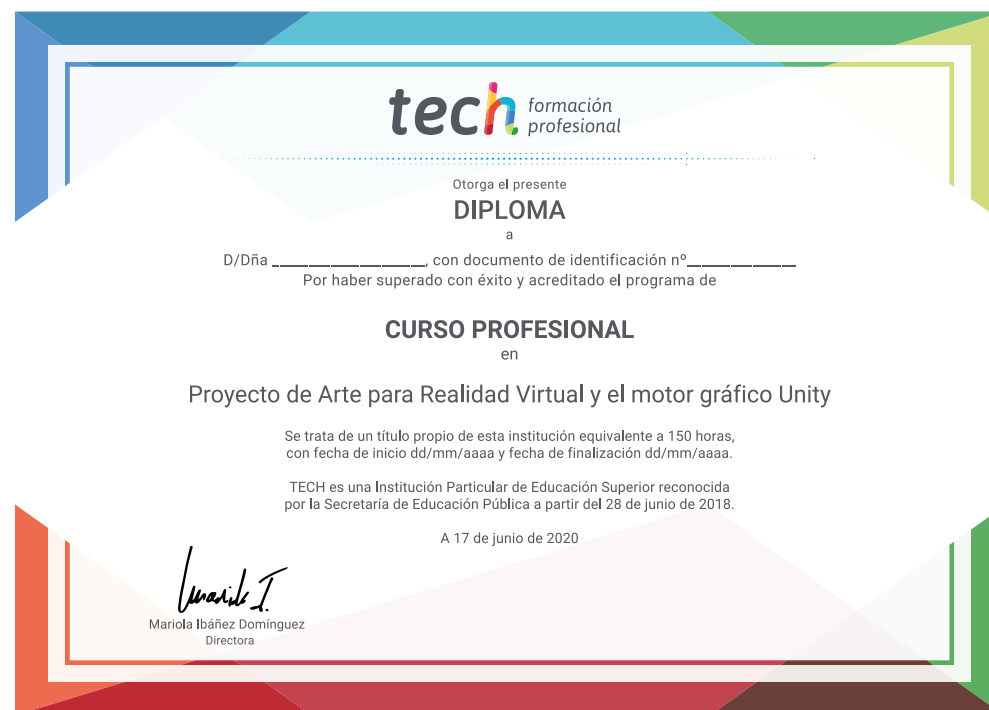 tech formación
profesional
Otorga el presente
DIPLOMA
a
D/Dña ________________, con documento de identificación nº____________
Por haber superado con éxito y acreditado el programa de
CURSO PROFESIONAL
en
Proyecto de Arte para Realidad Virtual y el motor gráfico Unity
Se trata de un título propio de esta institución equivalente a 150 horas,
con fecha de inicio dd/mm/aaaa y fecha de finalización dd/mm/aaaa.
TECH es una Institución Particular de Educación Superior reconocida
por la Secretaría de Educación Pública a partir del 28 de junio de 2018.
A 17 de junio de 2020
Mariola Ibáñez Domínguez
Directora